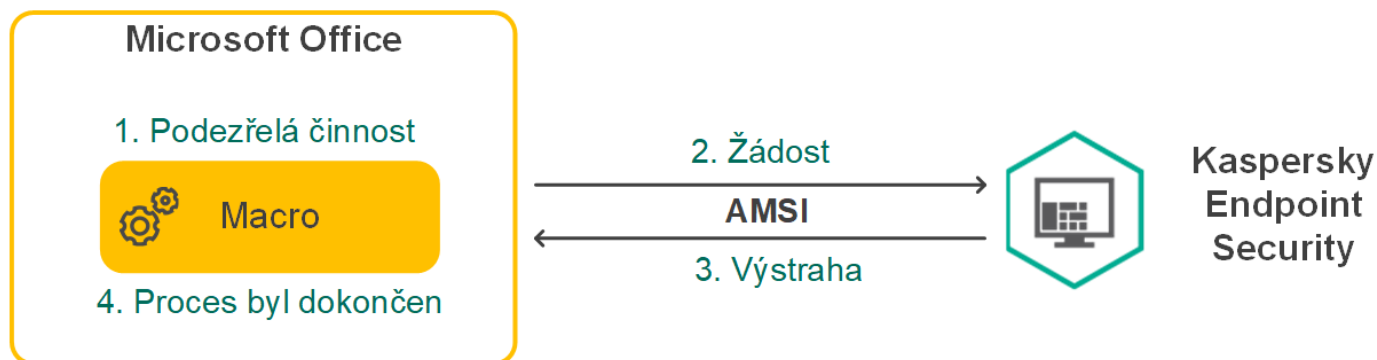 Microsoft Office
1. Podezřelá činnost
Macro
4. Proces byl dokončen
2. Žádost
AMSI
3. Výstraha
Kaspersky
Endpoint
Security